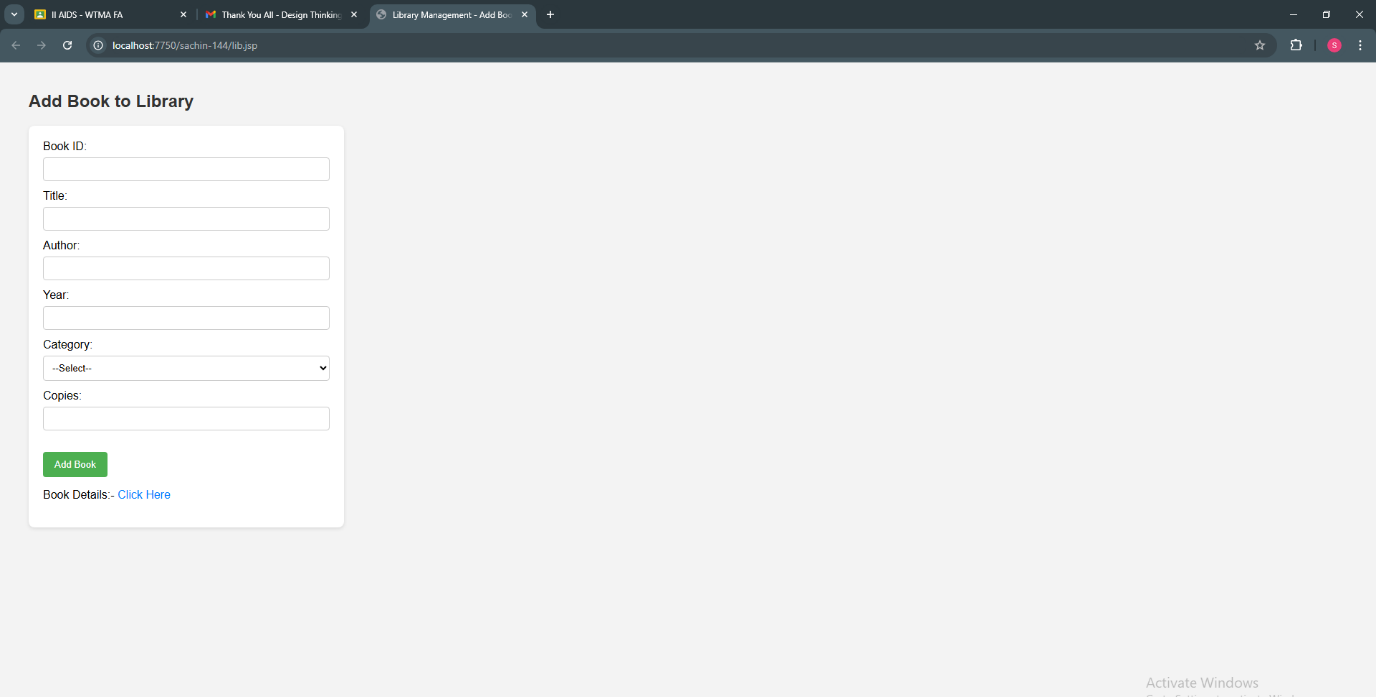 II AIDS - WTMA FA
Thank You All - Design Thinking
Library Management - Add Boo
localhost:7750/sachin-144/lib.jsp
S
Add Book to Library
Book ID:
Title:
Author:
Year:
Category:
--Select--
Copies:
Add Book
Book Details:- Click Here
Activate Windows